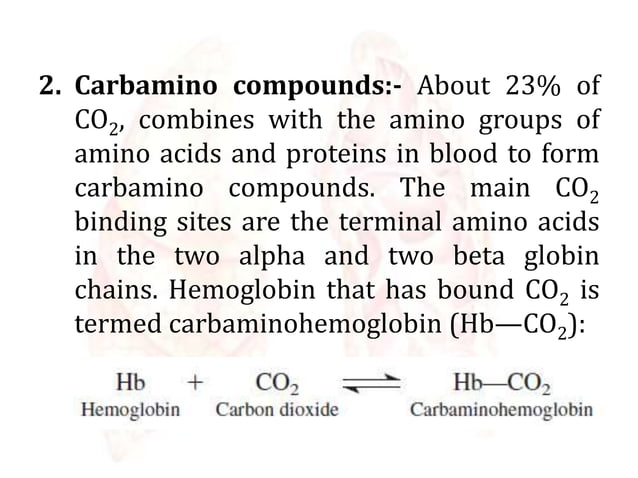 2. Carbamino compounds:- About 23% of
CO₂, combines with the amino groups of
amino acids and proteins in blood to form
carbamino compounds. The main CO₂
binding sites are the terminal amino acids
in the two alpha and two beta globin
chains. Hemoglobin that has bound CO₂ is
termed carbaminohemoglobin (Hb—CO₂):
Hb + CO₂ ⇌ Hb—CO₂
Hemoglobin Carbon dioxide Carbaminohemoglobin